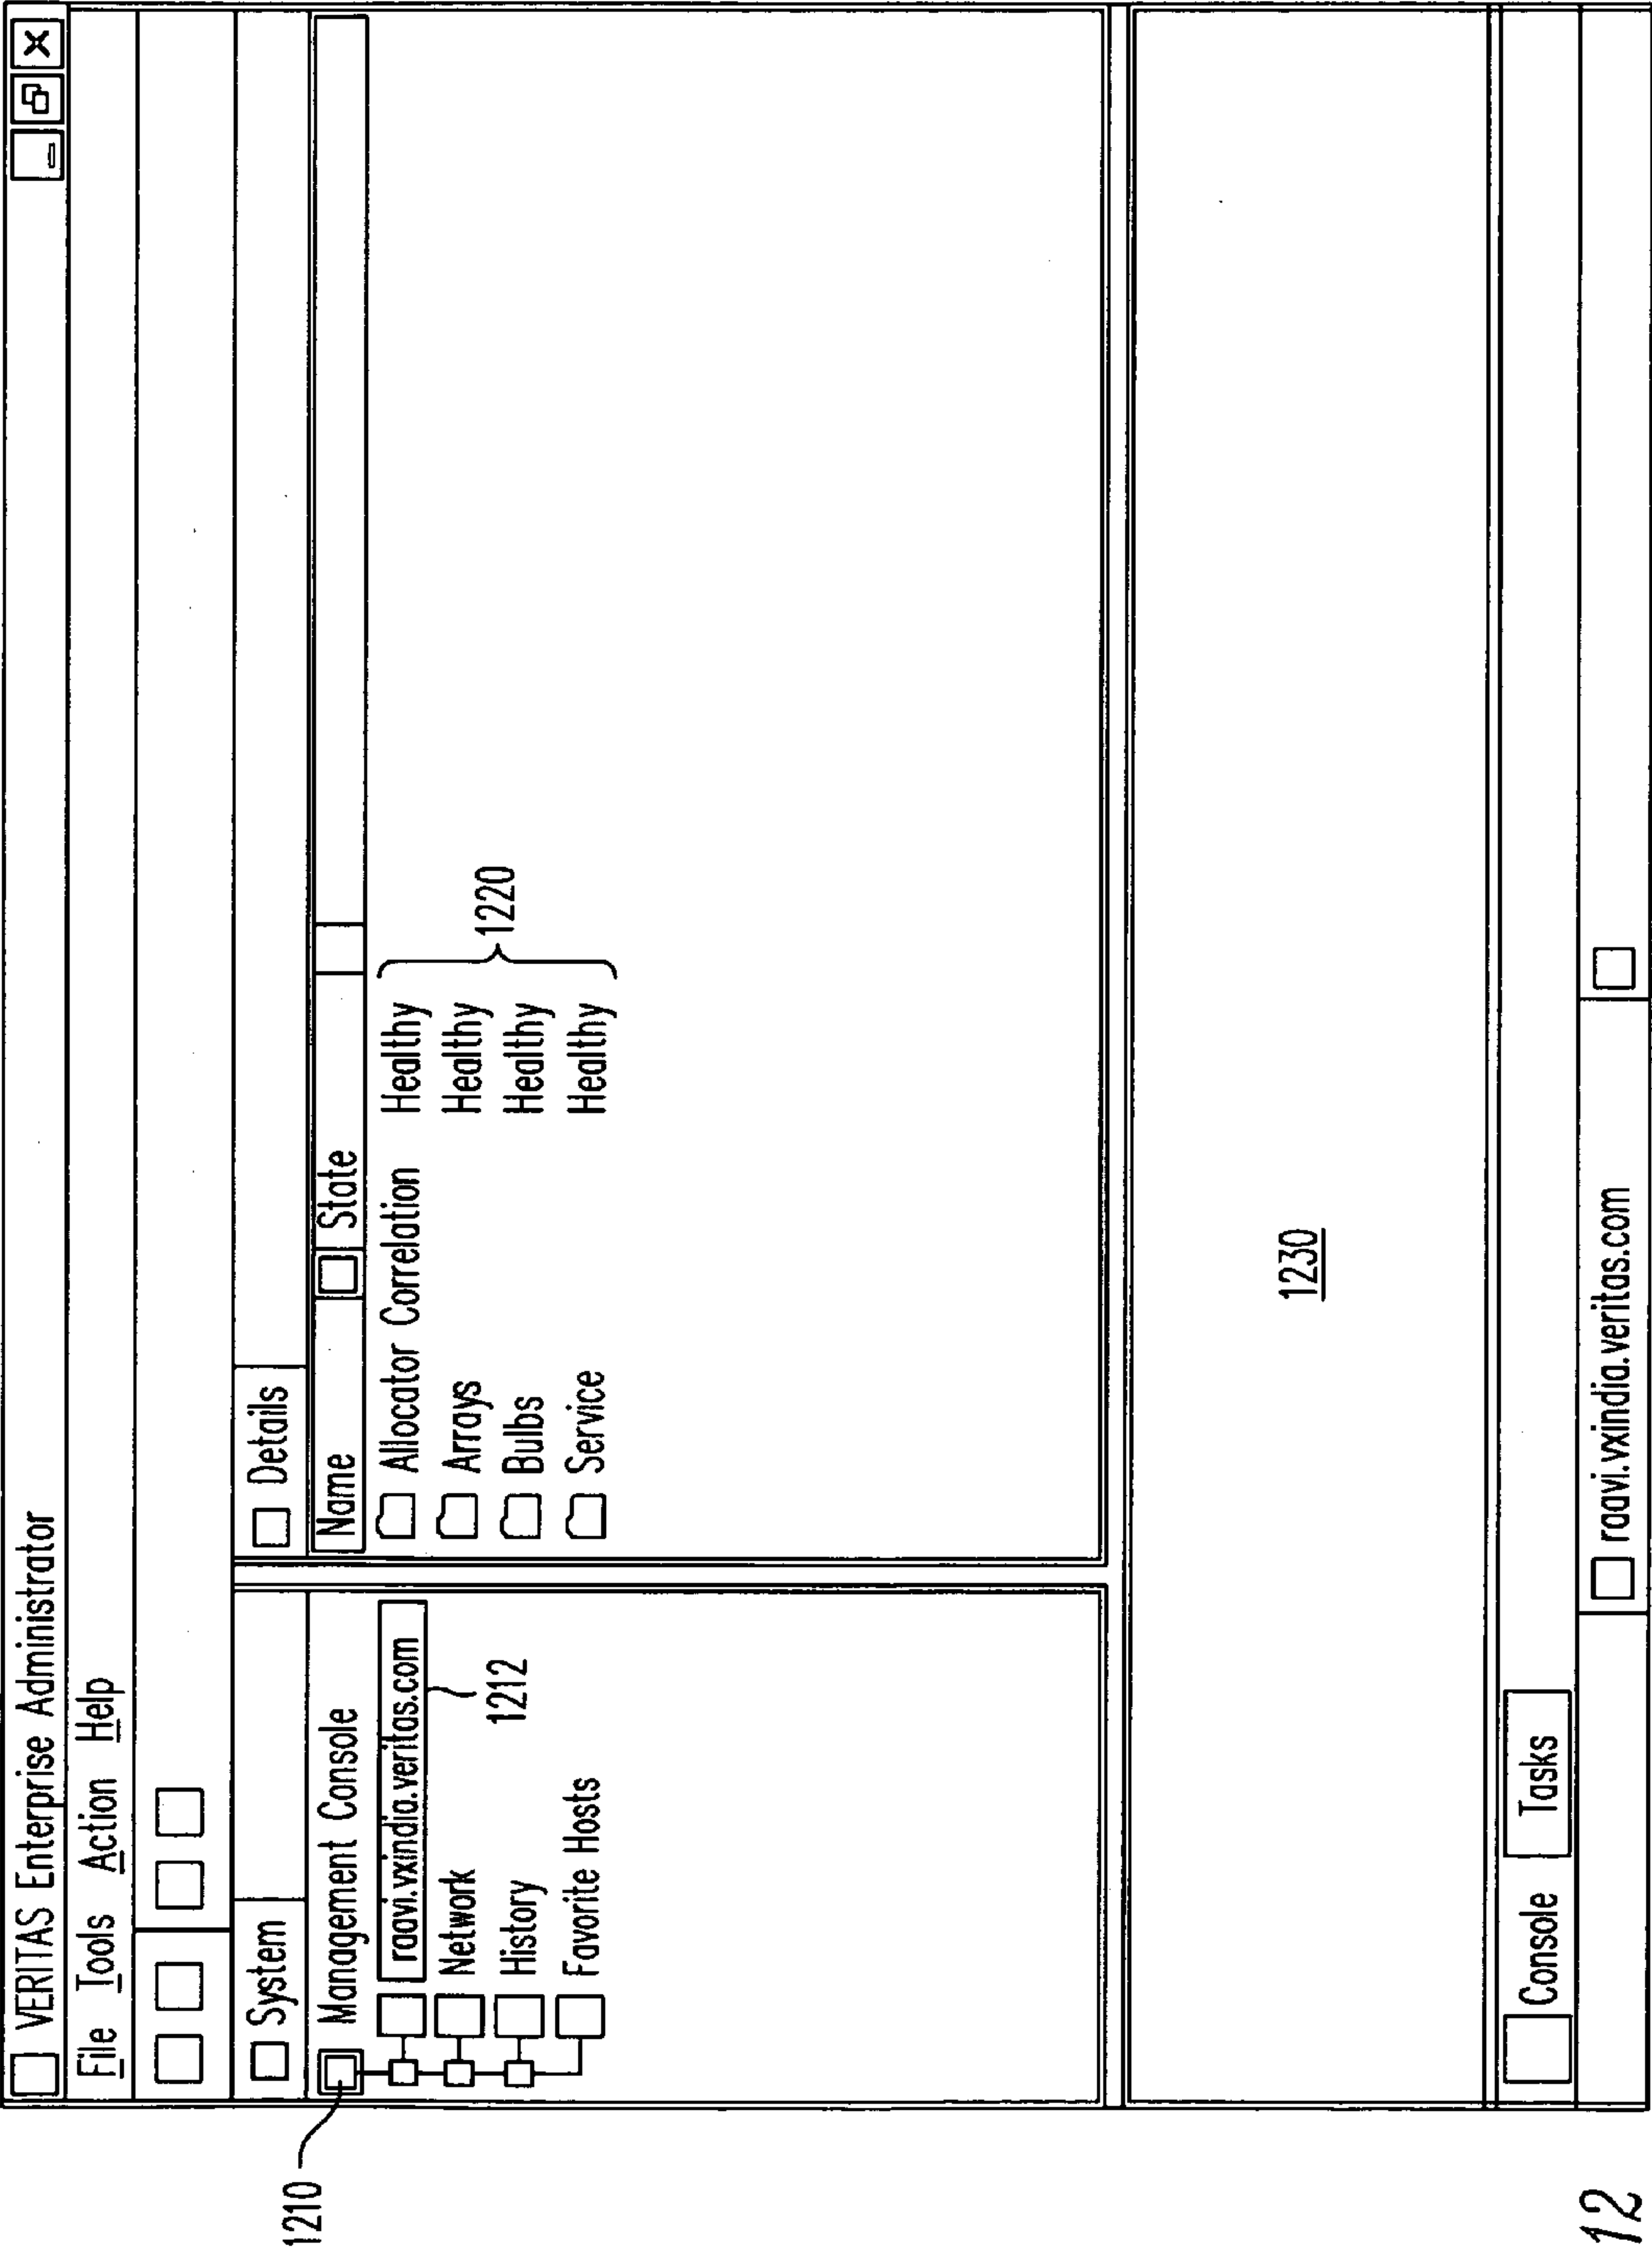 VERITAS Enterprise Administrator
File Tools Action Help
System
Details
Management Console
Name
State
raavi.vxindia.veritas.com
Network
History
Favorite Hosts
Allocator Correlation Healthy
Arrays Healthy
Bulbs Healthy
Service Healthy
1210
1212
1220
1230
Console Tasks
raavi.vxindia.veritas.com
12